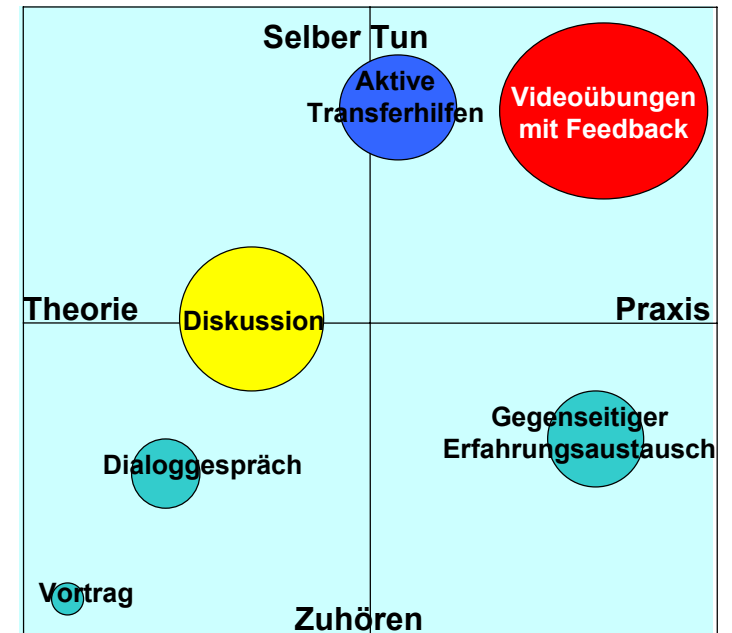 Selber Tun
Aktive
Transferhilfen
Videoübungen
mit Feedback
Theorie
Praxis
Diskussion
Gegenseitiger
Erfahrungsaustausch
Dialoggespräch
Vortrag
Zuhören